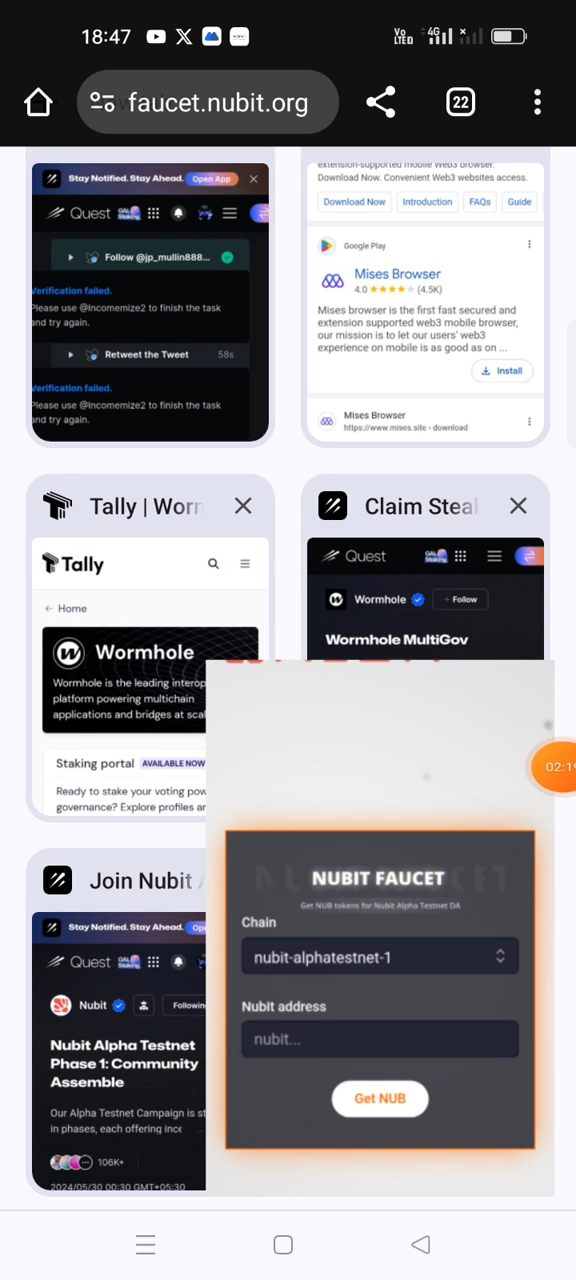 18:47
Vo LTED 4G
faucet.nubit.org
22
Stay Notified. Stay Ahead. Open App
Quest
Follow @jp_mullin888...
Verification failed.
Please use @Incomemize2 to finish the task
and try again.
Retweet the Tweet 58s
Verification failed.
Please use @Incomemize2 to finish the task
and try again.
extension-supported mobile Web3 browser.
Download Now. Convenient Web3 websites access.
Download Now
Introduction
FAQs
Guide
Google Play
Mises Browser
4.0 ★★★★★ (4.5K)
Mises browser is the first fast secured and
extension supported web3 mobile browser,
our mission is to let our users' web3
experience on mobile is as good as on ...
Install
Mises Browser
https://www.mises.site › download
Tally | Worm
Tally
← Home
Wormhole
Wormhole is the leading interop
platform powering multichain
applications and bridges at scal
Staking portal AVAILABLE NOW
Ready to stake your voting pow
governance? Explore profiles ar
Claim Steal
Quest
Wormhole
+ Follow
Wormhole MultiGov
02:19
Join Nubit
Stay Notified. Stay Ahead. Op
Quest
Nubit
Following
Nubit Alpha Testnet
Phase 1: Community
Assemble
Our Alpha Testnet Campaign is st
in phases, each offering ince
106K+
2024/05/30 00:30 GMT+05:30
NUBIT FAUCET
Get NUB tokens for Nubit Alpha Testnet DA
Chain
nubit-alphatestnet-1
Nubit address
nubit...
Get NUB